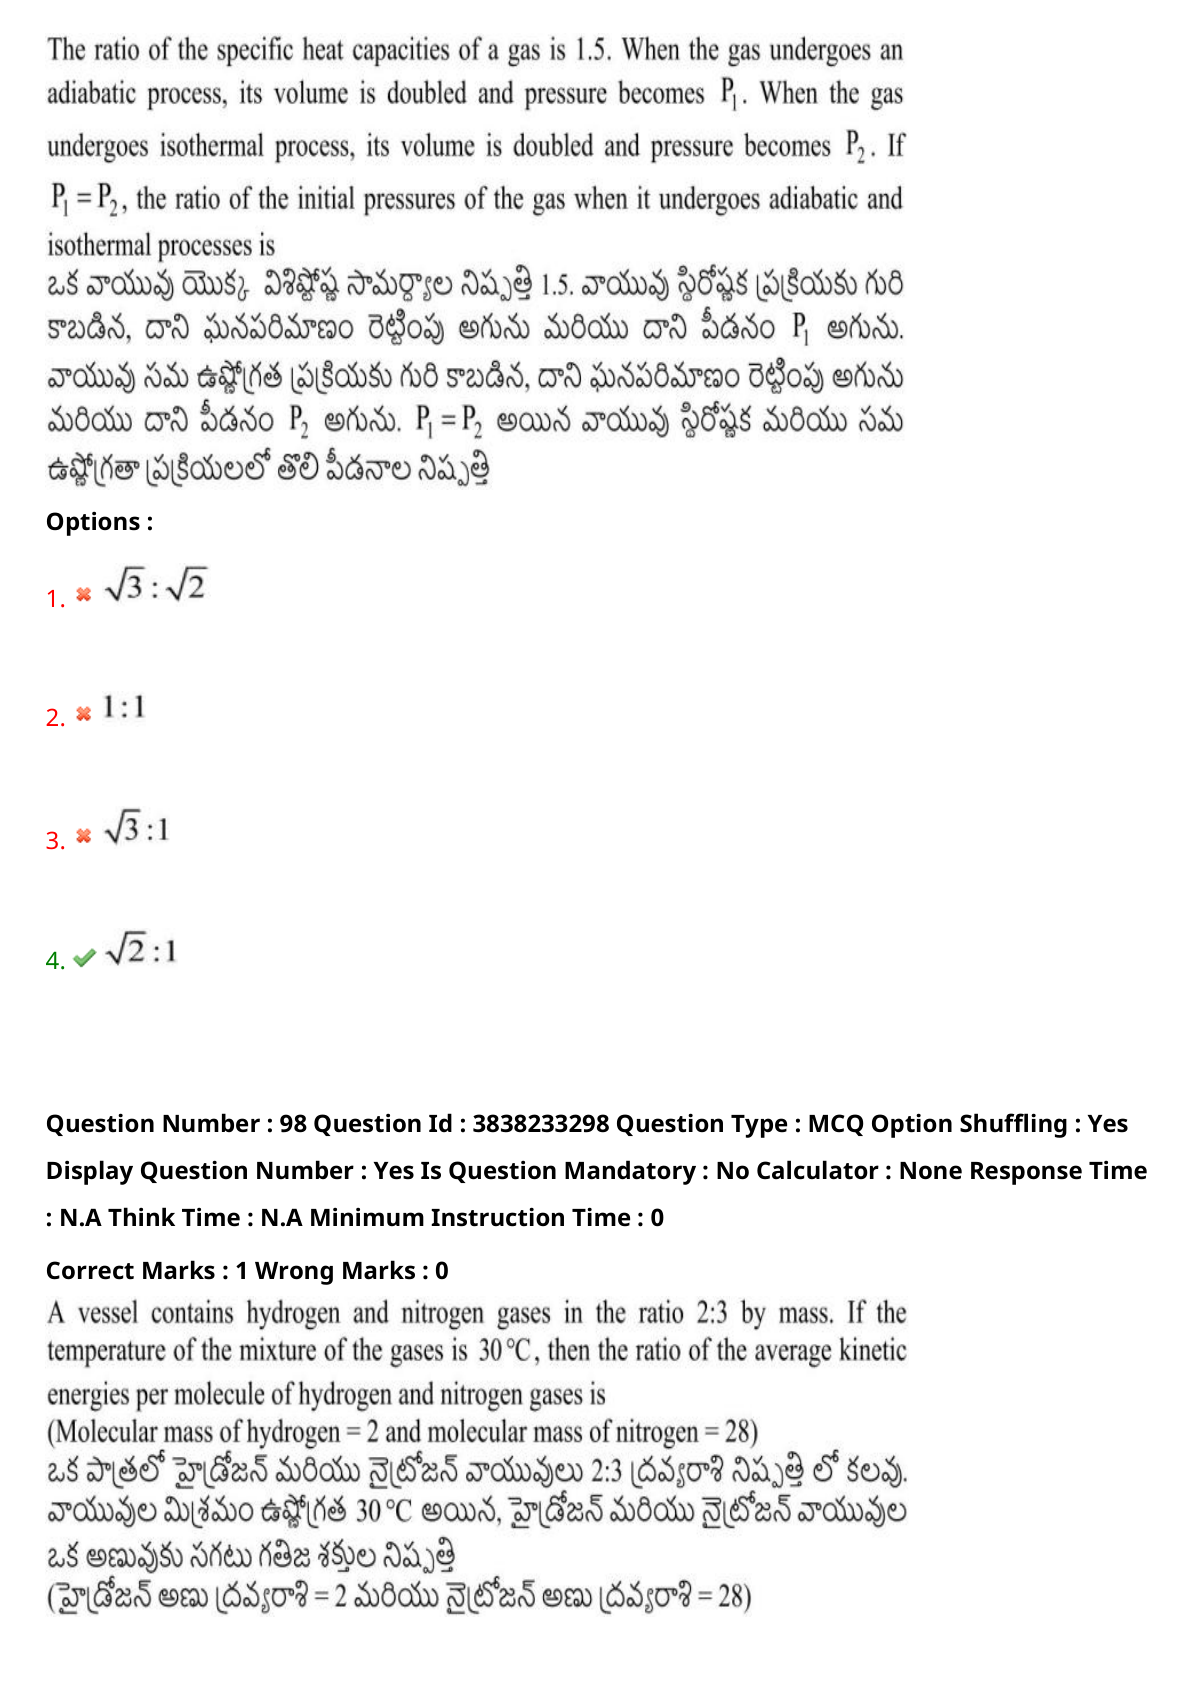 The ratio of the specific heat capacities of a gas is 1.5. When the gas undergoes an
adiabatic process, its volume is doubled and pressure becomes P₁. When the gas
undergoes isothermal process, its volume is doubled and pressure becomes P₂. If
P₁ = P₂, the ratio of the initial pressures of the gas when it undergoes adiabatic and
isothermal processes is
ఒక వాయువు యొక్క విశిష్టోష్ణ సామర్థ్యాల నిష్పత్తి 1.5. వాయువు స్థిరోష్ణక ప్రక్రియకు గురి
కాబడిన, దాని ఘనపరిమాణం రెట్టింపు అగును మరియు దాని పీడనం P₁ అగును.
వాయువు సమ ఉష్ణోగ్రత ప్రక్రియకు గురి కాబడిన, దాని ఘనపరిమాణం రెట్టింపు అగును
మరియు దాని పీడనం P₂ అగును. P₁ = P₂ అయిన వాయువు స్థిరోష్ణక మరియు సమ
ఉష్ణోగ్రతా ప్రక్రియలలో తొలి పీడనాల నిష్పత్తి
Options :
1. √3 : √2
2. 1 : 1
3. √3 : 1
4. √2 : 1
Question Number : 98 Question Id : 3838233298 Question Type : MCQ Option Shuffling : Yes
Display Question Number : Yes Is Question Mandatory : No Calculator : None Response Time
: N.A Think Time : N.A Minimum Instruction Time : 0
Correct Marks : 1 Wrong Marks : 0
A vessel contains hydrogen and nitrogen gases in the ratio 2:3 by mass. If the
temperature of the mixture of the gases is 30 °C, then the ratio of the average kinetic
energies per molecule of hydrogen and nitrogen gases is
(Molecular mass of hydrogen = 2 and molecular mass of nitrogen = 28)
ఒక పాత్రలో హైడ్రోజన్ మరియు నైట్రోజన్ వాయువులు 2:3 ద్రవ్యరాశి నిష్పత్తి లో కలవు.
వాయువుల మిశ్రమం ఉష్ణోగ్రత 30 °C అయిన, హైడ్రోజన్ మరియు నైట్రోజన్ వాయువుల
ఒక అణువుకు సగటు గతిజ శక్తుల నిష్పత్తి
(హైడ్రోజన్ అణు ద్రవ్యరాశి = 2 మరియు నైట్రోజన్ అణు ద్రవ్యరాశి = 28)